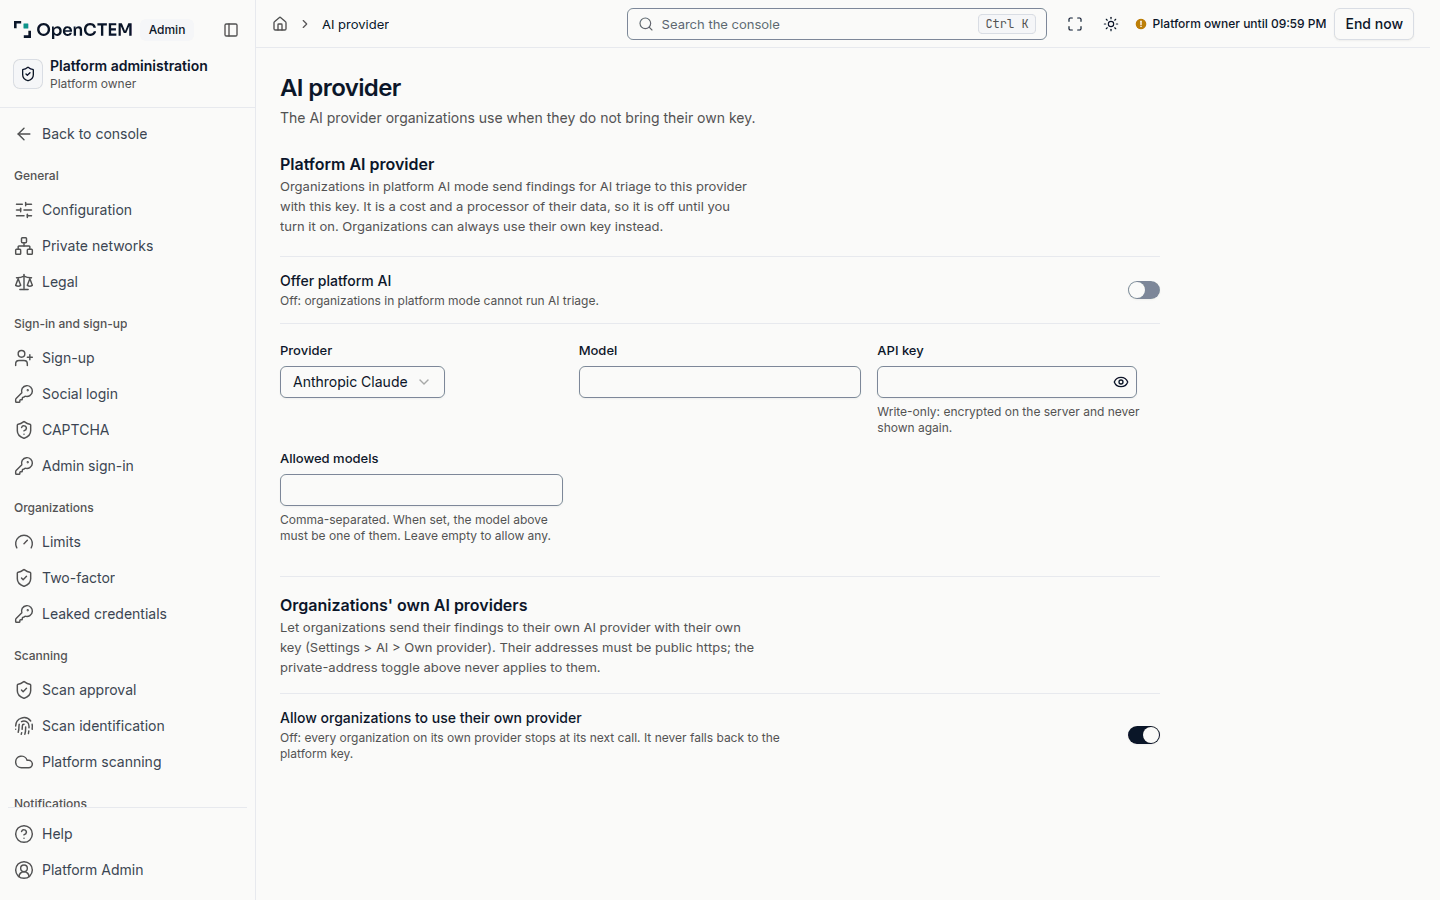 OpenCTEM Admin
Platform administration
Platform owner
Back to console
General
Configuration
Private networks
Legal
Sign-in and sign-up
Sign-up
Social login
CAPTCHA
Admin sign-in
Organizations
Limits
Two-factor
Leaked credentials
Scanning
Scan approval
Scan identification
Platform scanning
Notifications
Help
Platform Admin
AI provider
Search the console
Ctrl K
Platform owner until 09:59 PM
End now
AI provider
The AI provider organizations use when they do not bring their own key.
Platform AI provider
Organizations in platform AI mode send findings for AI triage to this provider
with this key. It is a cost and a processor of their data, so it is off until you
turn it on. Organizations can always use their own key instead.
Offer platform AI
Off: organizations in platform mode cannot run AI triage.
Provider
Anthropic Claude
Model
API key
Write-only: encrypted on the server and never
shown again.
Allowed models
Comma-separated. When set, the model above
must be one of them. Leave empty to allow any.
Organizations' own AI providers
Let organizations send their findings to their own AI provider with their own
key (Settings > AI > Own provider). Their addresses must be public https; the
private-address toggle above never applies to them.
Allow organizations to use their own provider
Off: every organization on its own provider stops at its next call. It never falls back to the
platform key.